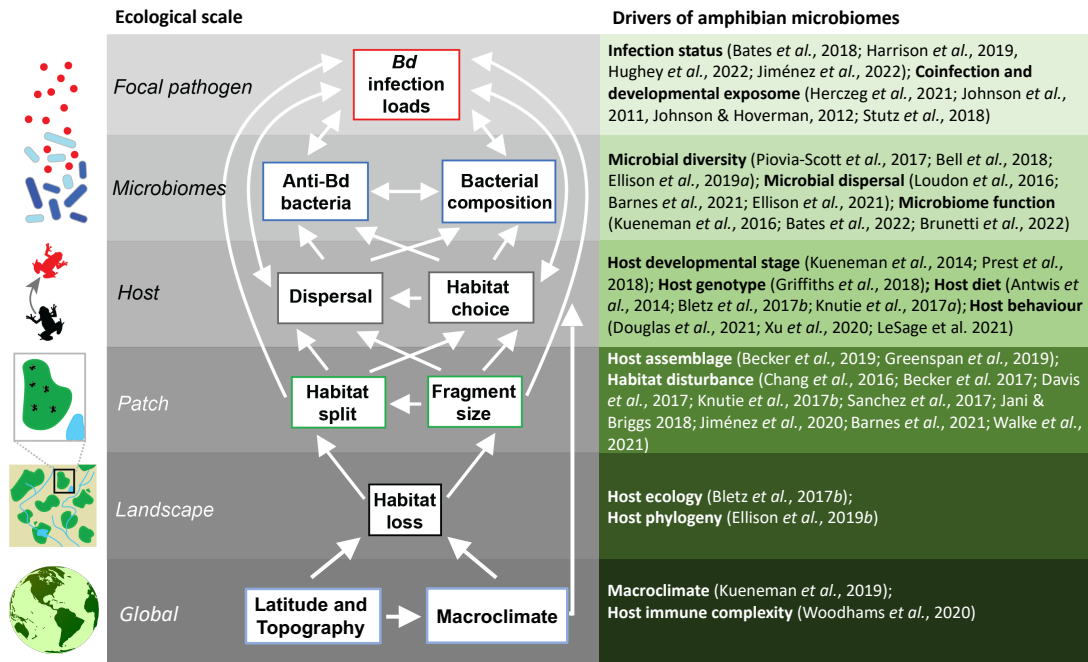 Ecological scale
Drivers of amphibian microbiomes
Focal pathogen
Bd
infection
loads
Infection status (Bates et al., 2018; Harrison et al., 2019,
Hughey et al., 2022; Jiménez et al., 2022); Coinfection and
developmental exposome (Herczeg et al., 2021; Johnson et al.,
2011, Johnson & Hoverman, 2012; Stutz et al., 2018)
Microbiomes
Anti-Bd
bacteria
Bacterial
composition
Microbial diversity (Piovia-Scott et al., 2017; Bell et al., 2018;
Ellison et al., 2019a); Microbial dispersal (Loudon et al., 2016;
Barnes et al., 2021; Ellison et al., 2021); Microbiome function
(Kueneman et al., 2016; Bates et al., 2022; Brunetti et al., 2022)
Host
Dispersal
Habitat
choice
Host developmental stage (Kueneman et al., 2014; Prest et al.,
2018); Host genotype (Griffiths et al., 2018); Host diet (Antwis
et al., 2014; Bletz et al., 2017b; Knutie et al., 2017a); Host behaviour
(Douglas et al., 2021; Xu et al., 2020; LeSage et al. 2021)
Patch
Habitat
split
Fragment
size
Host assemblage (Becker et al., 2019; Greenspan et al., 2019);
Habitat disturbance (Chang et al., 2016; Becker et al. 2017; Davis
et al., 2017; Knutie et al., 2017b; Sanchez et al., 2017; Jani &
Briggs 2018; Jiménez et al., 2020; Barnes et al., 2021; Walke et al.,
2021)
Landscape
Habitat
loss
Host ecology (Bletz et al., 2017b);
Host phylogeny (Ellison et al., 2019b)
Global
Latitude and
Topography
Macroclimate
Macroclimate (Kueneman et al., 2019);
Host immune complexity (Woodhams et al., 2020)